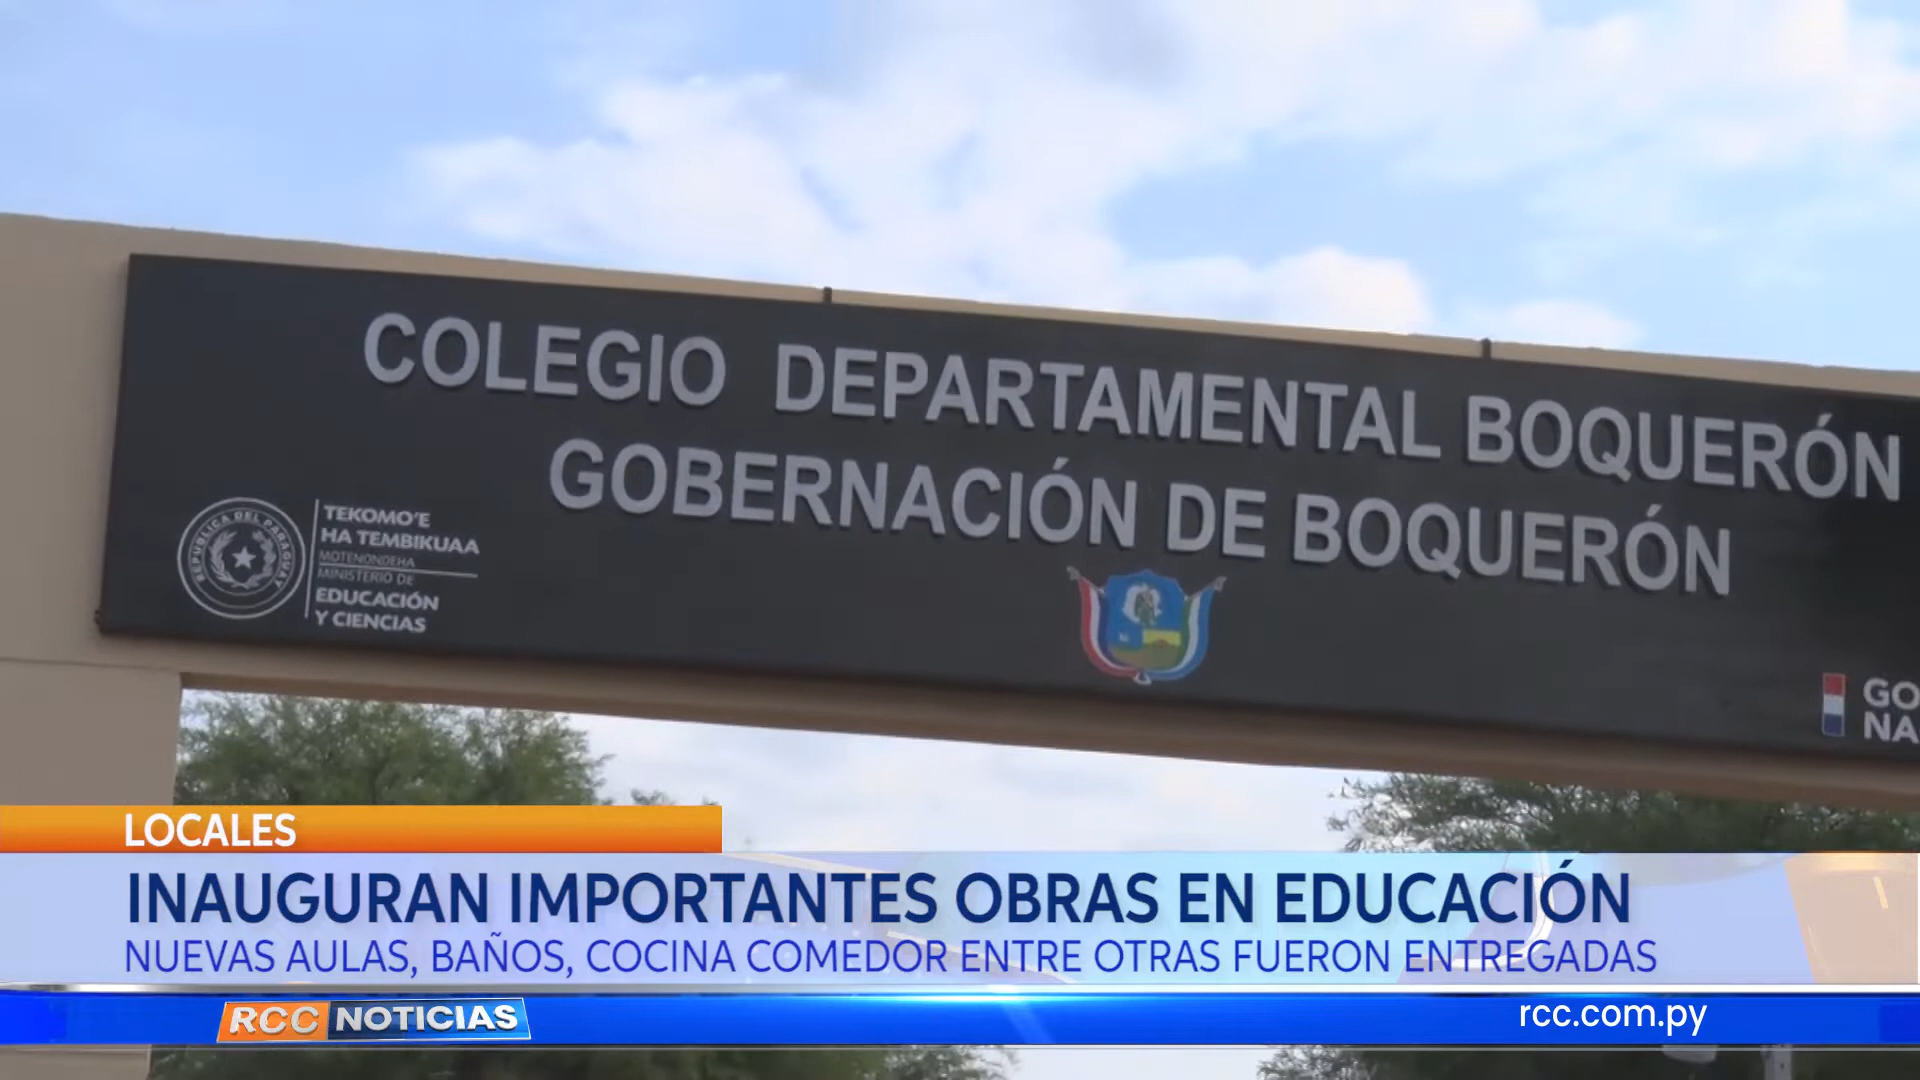 COLEGIO DEPARTAMENTAL BOQUERÓN
GOBERNACIÓN DE BOQUERÓN
REPUBLICA DEL PARAGUAY
TEKOMO'E
HA TEMBIKUAA
MOTENONDEHA
MINISTERIO DE
EDUCACIÓN
Y CIENCIAS
GO
NA
LOCALES
INAUGURAN IMPORTANTES OBRAS EN EDUCACIÓN
NUEVAS AULAS, BAÑOS, COCINA COMEDOR ENTRE OTRAS FUERON ENTREGADAS
RCC NOTICIAS
rcc.com.py